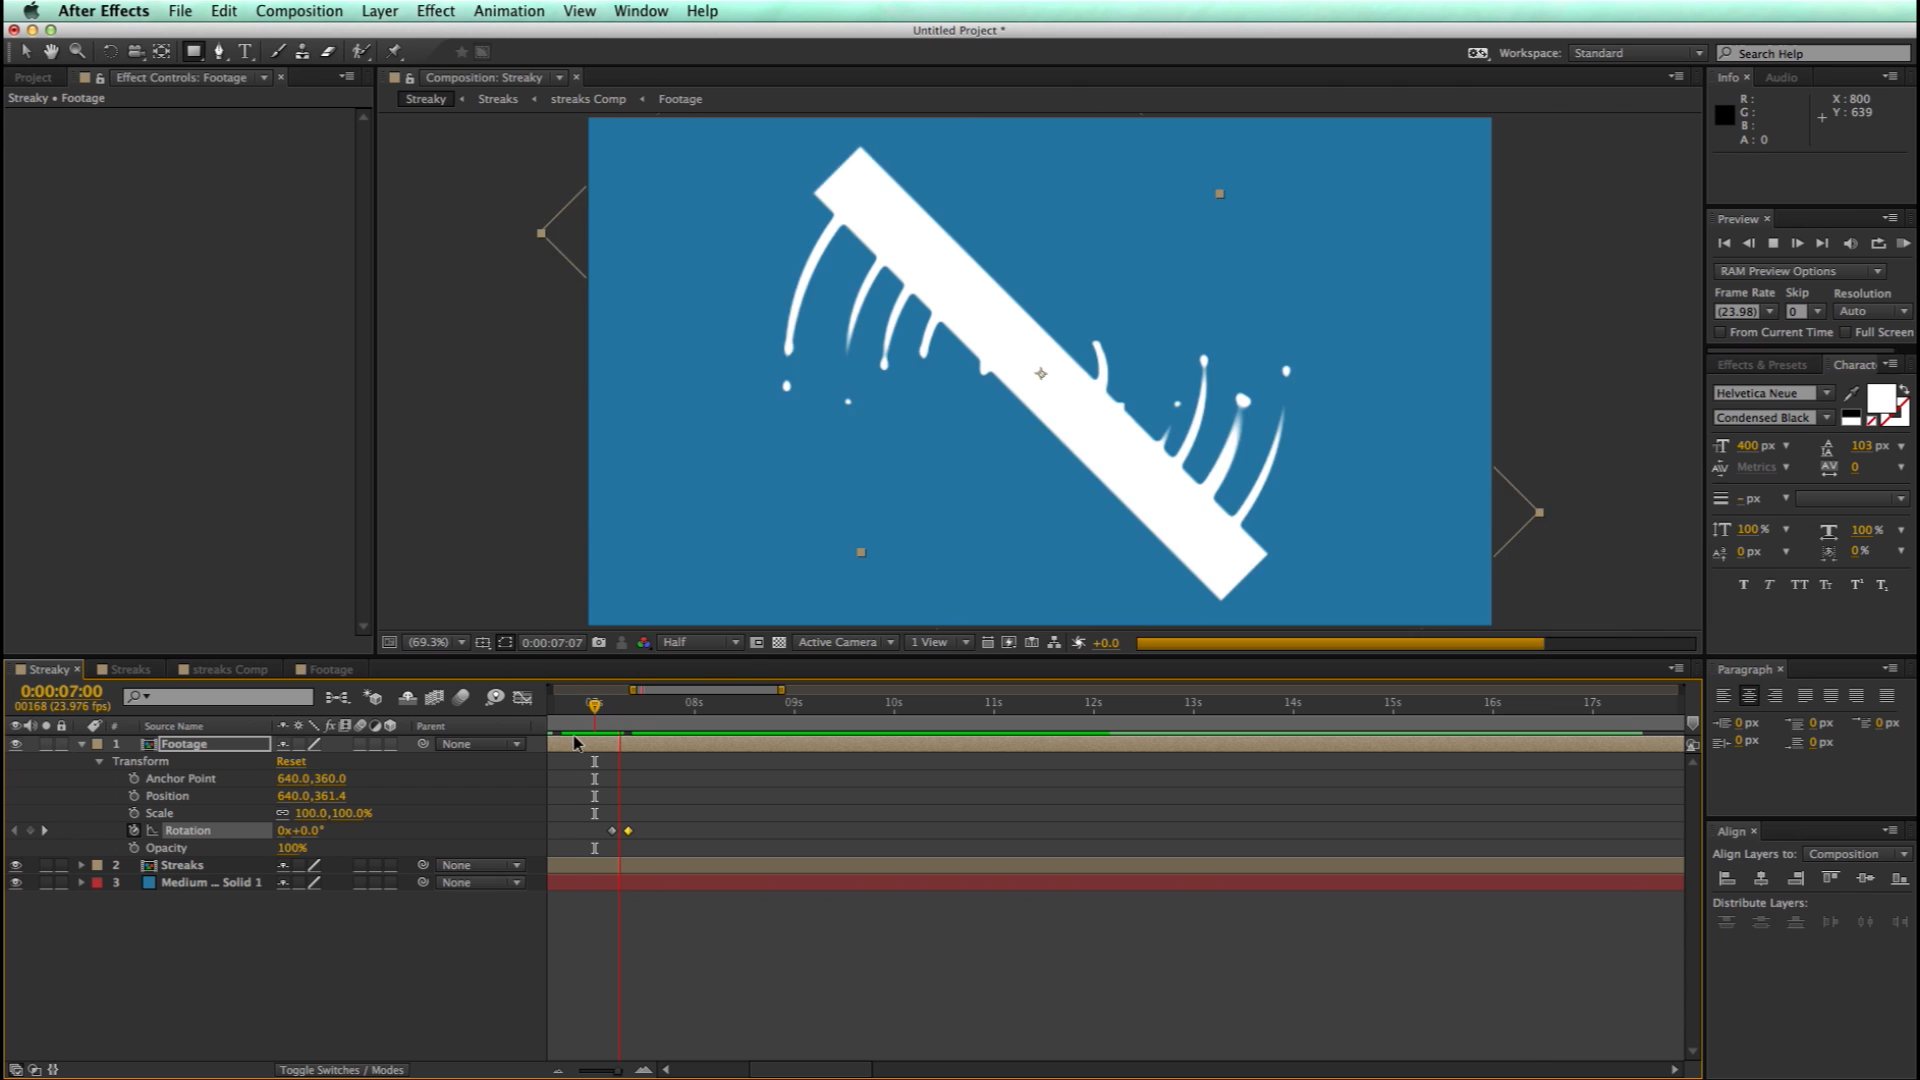 After Effects File Edit Composition Layer Effect Animation View Window Help
Untitled Project *
Workspace: Standard Search Help
Project Effect Controls: Footage Composition: Streaky Info Audio
Streaky • Footage
Streaky Streaks streaks Comp Footage
R: X: 800
G: Y: 639
B:
A: 0
Preview
RAM Preview Options
Frame Rate Skip Resolution
(23.98) 0 Auto
From Current Time Full Screen
Effects & Presets Charact
Helvetica Neue
Condensed Black
400 px 103 px
Metrics 0
- px
100% 100%
0 px 0%
T T TT Tt T¹ T₁
(69.3%) 0:00:07:07 Half Active Camera 1 View +0.0
Streaky Streaks streaks Comp Footage
0:00:07:00
00168 (23.976 fps)
08s 09s 10s 11s 12s 13s 14s 15s 16s 17s
# Source Name fx Parent
1 Footage None
Transform Reset
Anchor Point 640.0,360.0
Position 640.0,361.4
Scale 100.0,100.0%
Rotation 0x+0.0°
Opacity 100%
2 Streaks None
3 Medium ... Solid 1 None
Toggle Switches / Modes
Paragraph
0 px 0 px 0 px
0 px 0 px
Align
Align Layers to: Composition
Distribute Layers: